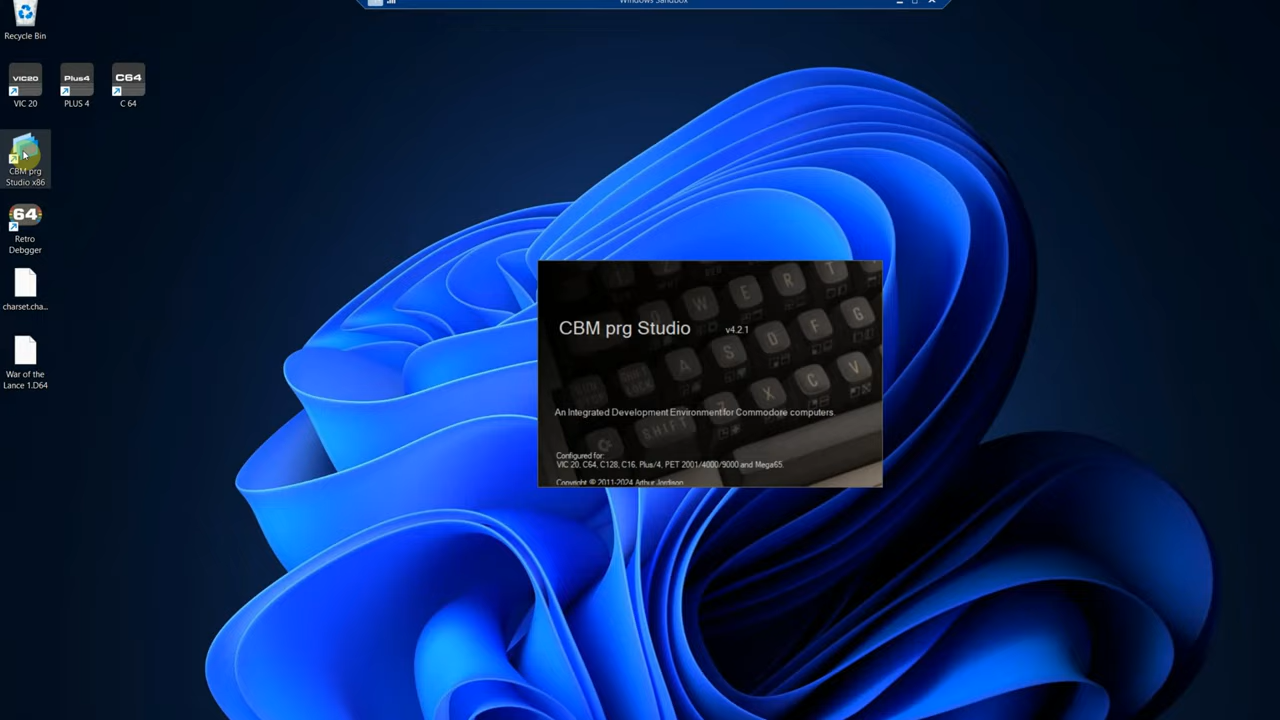 Windows Sandbox
Recycle Bin
VIC20
Plus4
C64
VIC 20
PLUS 4
C 64
CBM prg
Studio x86
64
Retro
Debgger
charset.cha...
War of the
Lance 1.D64
CBM prg Studio v4.2.1
An Integrated Development Environment for Commodore computers.
Configured for:
VIC 20, C64, C128, C16, Plus/4, PET 2001/4000/9000 and Mega65.
Copyright © 2011-2024 Arthur Jordison
W
E
R
T
A
S
D
F
G
X
C
V
SHIFT